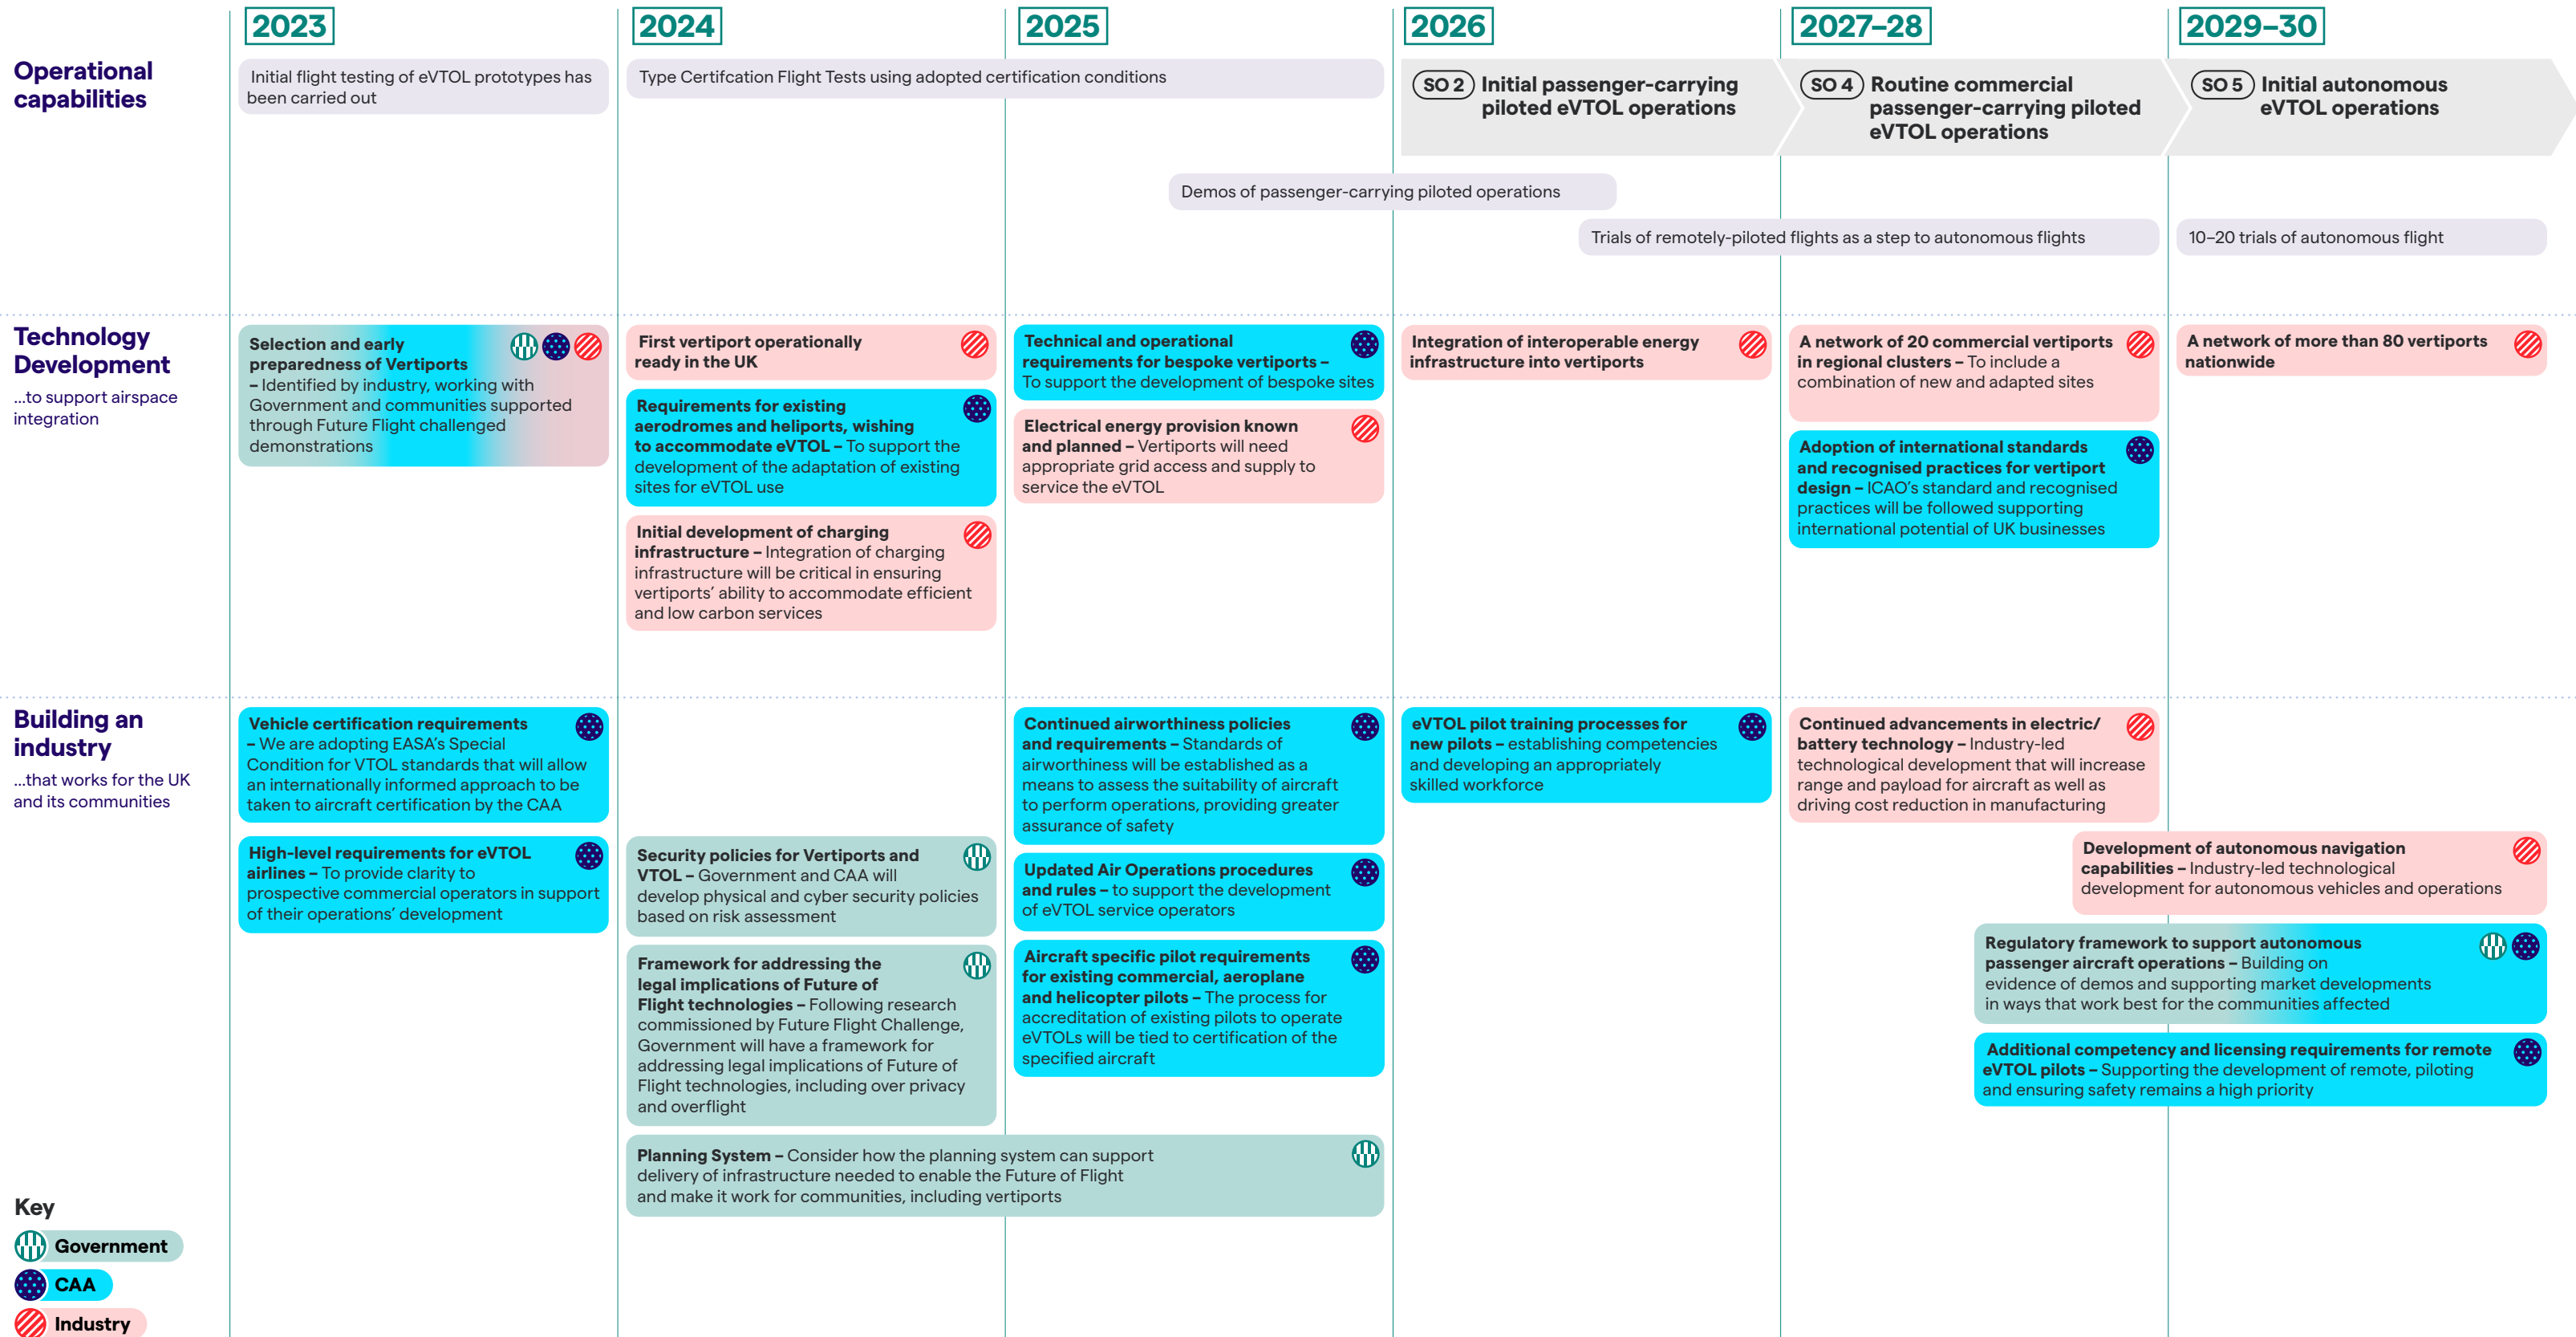 2023
2024
2025
2026
2027–28
2029–30
Operational
capabilities
Initial flight testing of eVTOL prototypes has
been carried out
Type Certifcation Flight Tests using adopted certification conditions
SO 2 Initial passenger-carrying
piloted eVTOL operations
SO 4 Routine commercial
passenger-carrying piloted
eVTOL operations
SO 5 Initial autonomous
eVTOL operations
Demos of passenger-carrying piloted operations
Trials of remotely-piloted flights as a step to autonomous flights
10–20 trials of autonomous flight
Technology
Development
...to support airspace
integration
Selection and early
preparedness of Vertiports
– Identified by industry, working with
Government and communities supported
through Future Flight challenged
demonstrations
First vertiport operationally
ready in the UK
Requirements for existing
aerodromes and heliports, wishing
to accommodate eVTOL – To support the
development of the adaptation of existing
sites for eVTOL use
Initial development of charging
infrastructure – Integration of charging
infrastructure will be critical in ensuring
vertiports’ ability to accommodate efficient
and low carbon services
Technical and operational
requirements for bespoke vertiports –
To support the development of bespoke sites
Electrical energy provision known
and planned – Vertiports will need
appropriate grid access and supply to
service the eVTOL
Integration of interoperable energy
infrastructure into vertiports
A network of 20 commercial vertiports
in regional clusters – To include a
combination of new and adapted sites
Adoption of international standards
and recognised practices for vertiport
design – ICAO’s standard and recognised
practices will be followed supporting
international potential of UK businesses
A network of more than 80 vertiports
nationwide
Building an
industry
...that works for the UK
and its communities
Vehicle certification requirements
– We are adopting EASA’s Special
Condition for VTOL standards that will allow
an internationally informed approach to be
taken to aircraft certification by the CAA
High-level requirements for eVTOL
airlines – To provide clarity to
prospective commercial operators in support
of their operations’ development
Security policies for Vertiports and
VTOL – Government and CAA will
develop physical and cyber security policies
based on risk assessment
Framework for addressing the
legal implications of Future of
Flight technologies – Following research
commissioned by Future Flight Challenge,
Government will have a framework for
addressing legal implications of Future of
Flight technologies, including over privacy
and overflight
Planning System – Consider how the planning system can support
delivery of infrastructure needed to enable the Future of Flight
and make it work for communities, including vertiports
Continued airworthiness policies
and requirements – Standards of
airworthiness will be established as a
means to assess the suitability of aircraft
to perform operations, providing greater
assurance of safety
Updated Air Operations procedures
and rules – to support the development
of eVTOL service operators
Aircraft specific pilot requirements
for existing commercial, aeroplane
and helicopter pilots – The process for
accreditation of existing pilots to operate
eVTOLs will be tied to certification of the
specified aircraft
eVTOL pilot training processes for
new pilots – establishing competencies
and developing an appropriately
skilled workforce
Continued advancements in electric/
battery technology – Industry-led
technological development that will increase
range and payload for aircraft as well as
driving cost reduction in manufacturing
Development of autonomous navigation
capabilities – Industry-led technological
development for autonomous vehicles and operations
Regulatory framework to support autonomous
passenger aircraft operations – Building on
evidence of demos and supporting market developments
in ways that work best for the communities affected
Additional competency and licensing requirements for remote
eVTOL pilots – Supporting the development of remote, piloting
and ensuring safety remains a high priority
Key
Government
CAA
Industry